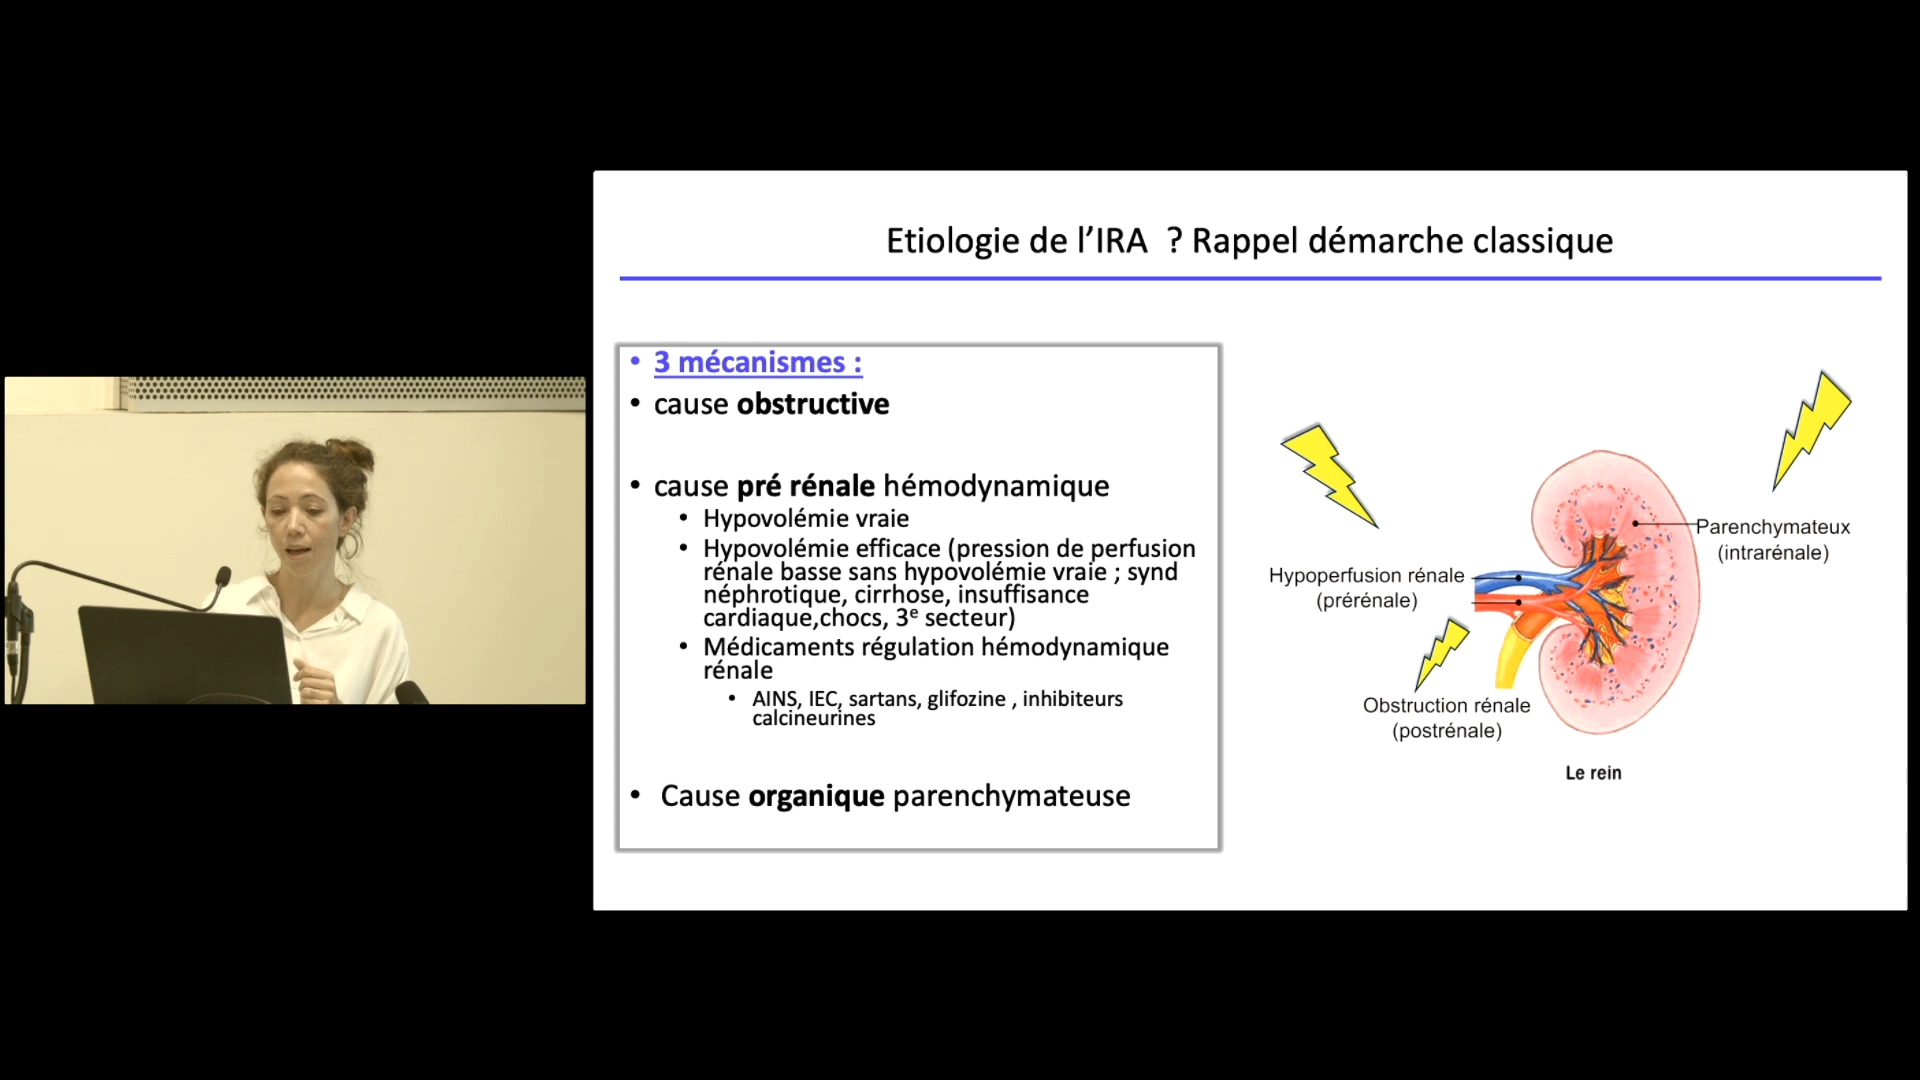 Etiologie de l’IRA  ? Rappel démarche classique
• 3 mécanismes :
• cause obstructive
• cause pré rénale hémodynamique
• Hypovolémie vraie
• Hypovolémie efficace (pression de perfusion
rénale basse sans hypovolémie vraie ; synd
néphrotique, cirrhose, insuffisance
cardiaque,chocs, 3e secteur)
• Médicaments régulation hémodynamique
rénale
• AINS, IEC, sartans, glifozine , inhibiteurs
calcineurines
• Cause organique parenchymateuse
Parenchymateux
(intrarénale)
Hypoperfusion rénale
(prérénale)
Obstruction rénale
(postrénale)
Le rein